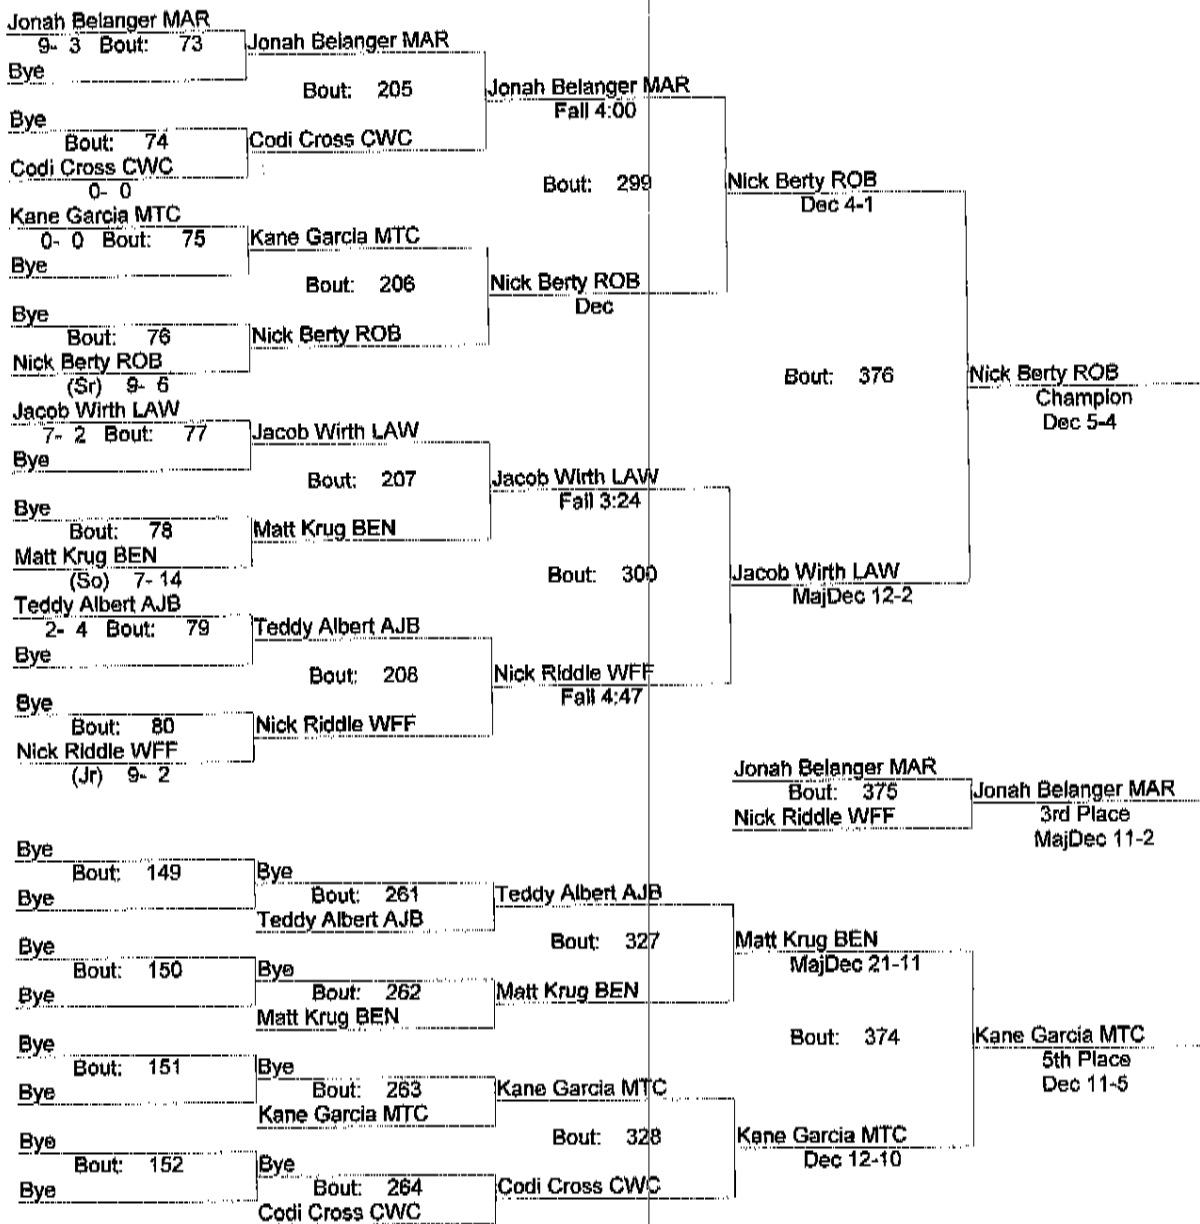 Jonah Belanger MAR
9- 3 Bout: 73
Bye
Jonah Belanger MAR
Bout: 205
Bye
Bout: 74
Codi Cross CWC
0- 0
Codi Cross CWC
Jonah Belanger MAR
Fall 4:00
Bout: 299
Kane Garcia MTC
0- 0 Bout: 75
Bye
Kane Garcia MTC
Bout: 206
Bye
Bout: 76
Nick Berty ROB
(Sr) 9- 6
Nick Berty ROB
Nick Berty ROB
Dec
Nick Berty ROB
Dec 4-1
Bout: 376
Nick Berty ROB
Champion
Dec 5-4
Jacob Wirth LAW
7- 2 Bout: 77
Bye
Jacob Wirth LAW
Bout: 207
Bye
Bout: 78
Matt Krug BEN
(So) 7- 14
Matt Krug BEN
Jacob Wirth LAW
Fall 3:24
Bout: 300
Teddy Albert AJB
2- 4 Bout: 79
Bye
Teddy Albert AJB
Bout: 208
Bye
Bout: 80
Nick Riddle WFF
(Jr) 9- 2
Nick Riddle WFF
Nick Riddle WFF
Fall 4:47
Jacob Wirth LAW
MajDec 12-2
Jonah Belanger MAR
Bout: 375
Nick Riddle WFF
Jonah Belanger MAR
3rd Place
MajDec 11-2
Bye
Bout: 149
Bye
Bye
Bout: 261
Teddy Albert AJB
Teddy Albert AJB
Bout: 327
Bye
Bout: 150
Bye
Bye
Bout: 262
Matt Krug BEN
Matt Krug BEN
Matt Krug BEN
MajDec 21-11
Bout: 374
Kane Garcia MTC
5th Place
Dec 11-5
Bye
Bout: 151
Bye
Bye
Bout: 263
Kane Garcia MTC
Kane Garcia MTC
Bout: 328
Bye
Bout: 152
Bye
Bye
Bout: 264
Codi Cross CWC
Codi Cross CWC
Kane Garcia MTC
Dec 12-10